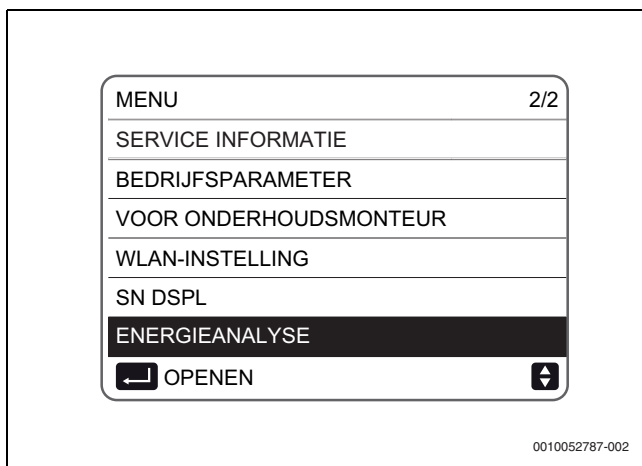 MENU 2/2
SERVICE INFORMATIE
BEDRIJFSPARAMETER
VOOR ONDERHOUDSMONTEUR
WLAN-INSTELLING
SN DSPL
ENERGIEANALYSE
OPENEN
0010052787-002